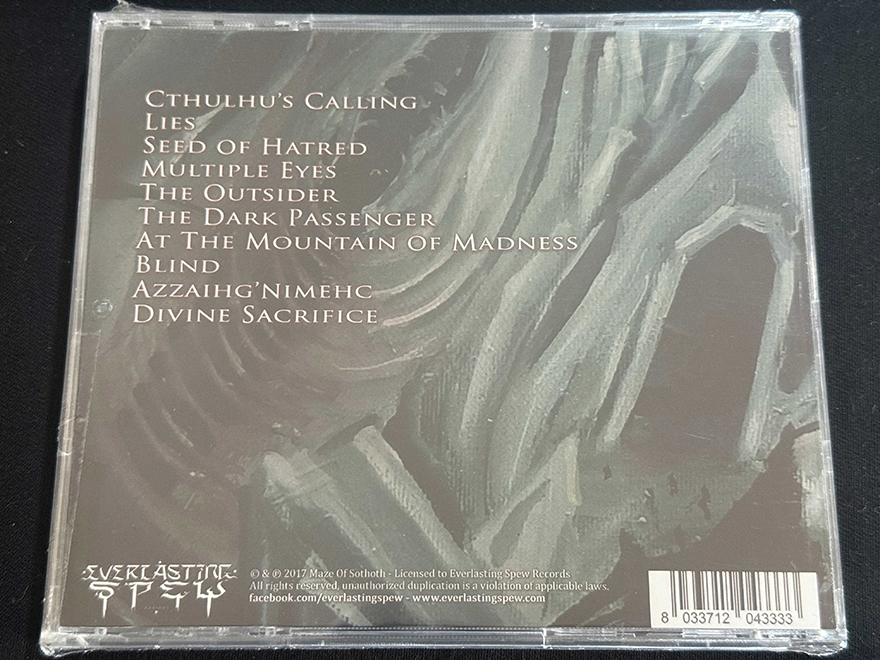 Cthulhu's Calling
Lies
Seed of Hatred
Multiple Eyes
The Outsider
The Dark Passenger
At The Mountain Of Madness
Blind
Azzaihg'nimehc
Divine Sacrifice
EVERLASTING
SPEW
© & ℗ 2017 Maze Of Sothoth - Licensed to Everlasting Spew Records
All rights reserved, unauthorized duplication is a violation of applicable laws.
facebook.com/everlastingspew - www.everlastingspew.com
8 033712 043333